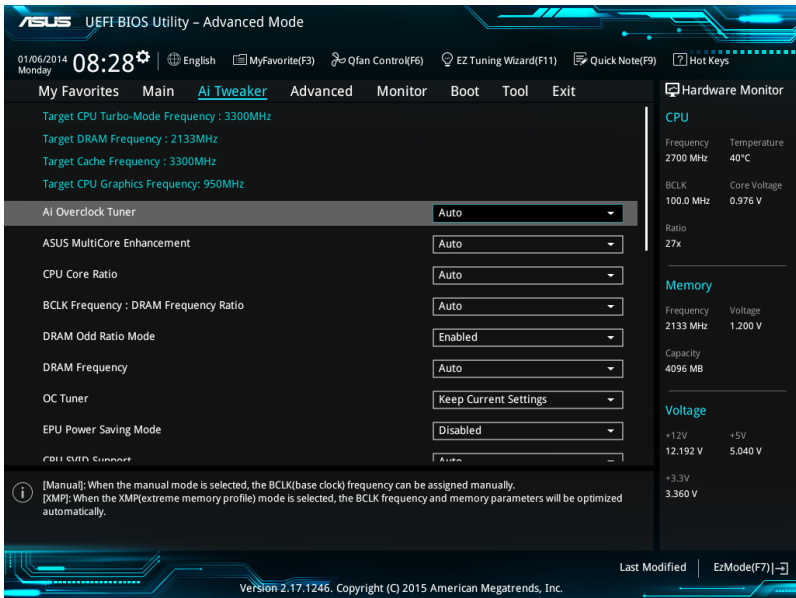 ASUS UEFI BIOS Utility – Advanced Mode
01/06/2014
Monday
08:28
English
MyFavorite(F3)
Qfan Control(F6)
EZ Tuning Wizard(F11)
Quick Note(F9)
? Hot Keys
My Favorites Main Ai Tweaker Advanced Monitor Boot Tool Exit
Target CPU Turbo-Mode Frequency : 3300MHz
Target DRAM Frequency : 2133MHz
Target Cache Frequency : 3300MHz
Target CPU Graphics Frequency: 950MHz
Ai Overclock Tuner Auto
ASUS MultiCore Enhancement Auto
CPU Core Ratio Auto
BCLK Frequency : DRAM Frequency Ratio Auto
DRAM Odd Ratio Mode Enabled
DRAM Frequency Auto
OC Tuner Keep Current Settings
EPU Power Saving Mode Disabled
CPU SVID Support Auto
[Manual]: When the manual mode is selected, the BCLK(base clock) frequency can be assigned manually.
[XMP]: When the XMP(extreme memory profile) mode is selected, the BCLK frequency and memory parameters will be optimized
automatically.
Hardware Monitor
CPU
Frequency Temperature
2700 MHz 40°C
BCLK Core Voltage
100.0 MHz 0.976 V
Ratio
27x
Memory
Frequency Voltage
2133 MHz 1.200 V
Capacity
4096 MB
Voltage
+12V +5V
12.192 V 5.040 V
+3.3V
3.360 V
Last Modified EzMode(F7)
Version 2.17.1246. Copyright (C) 2015 American Megatrends, Inc.